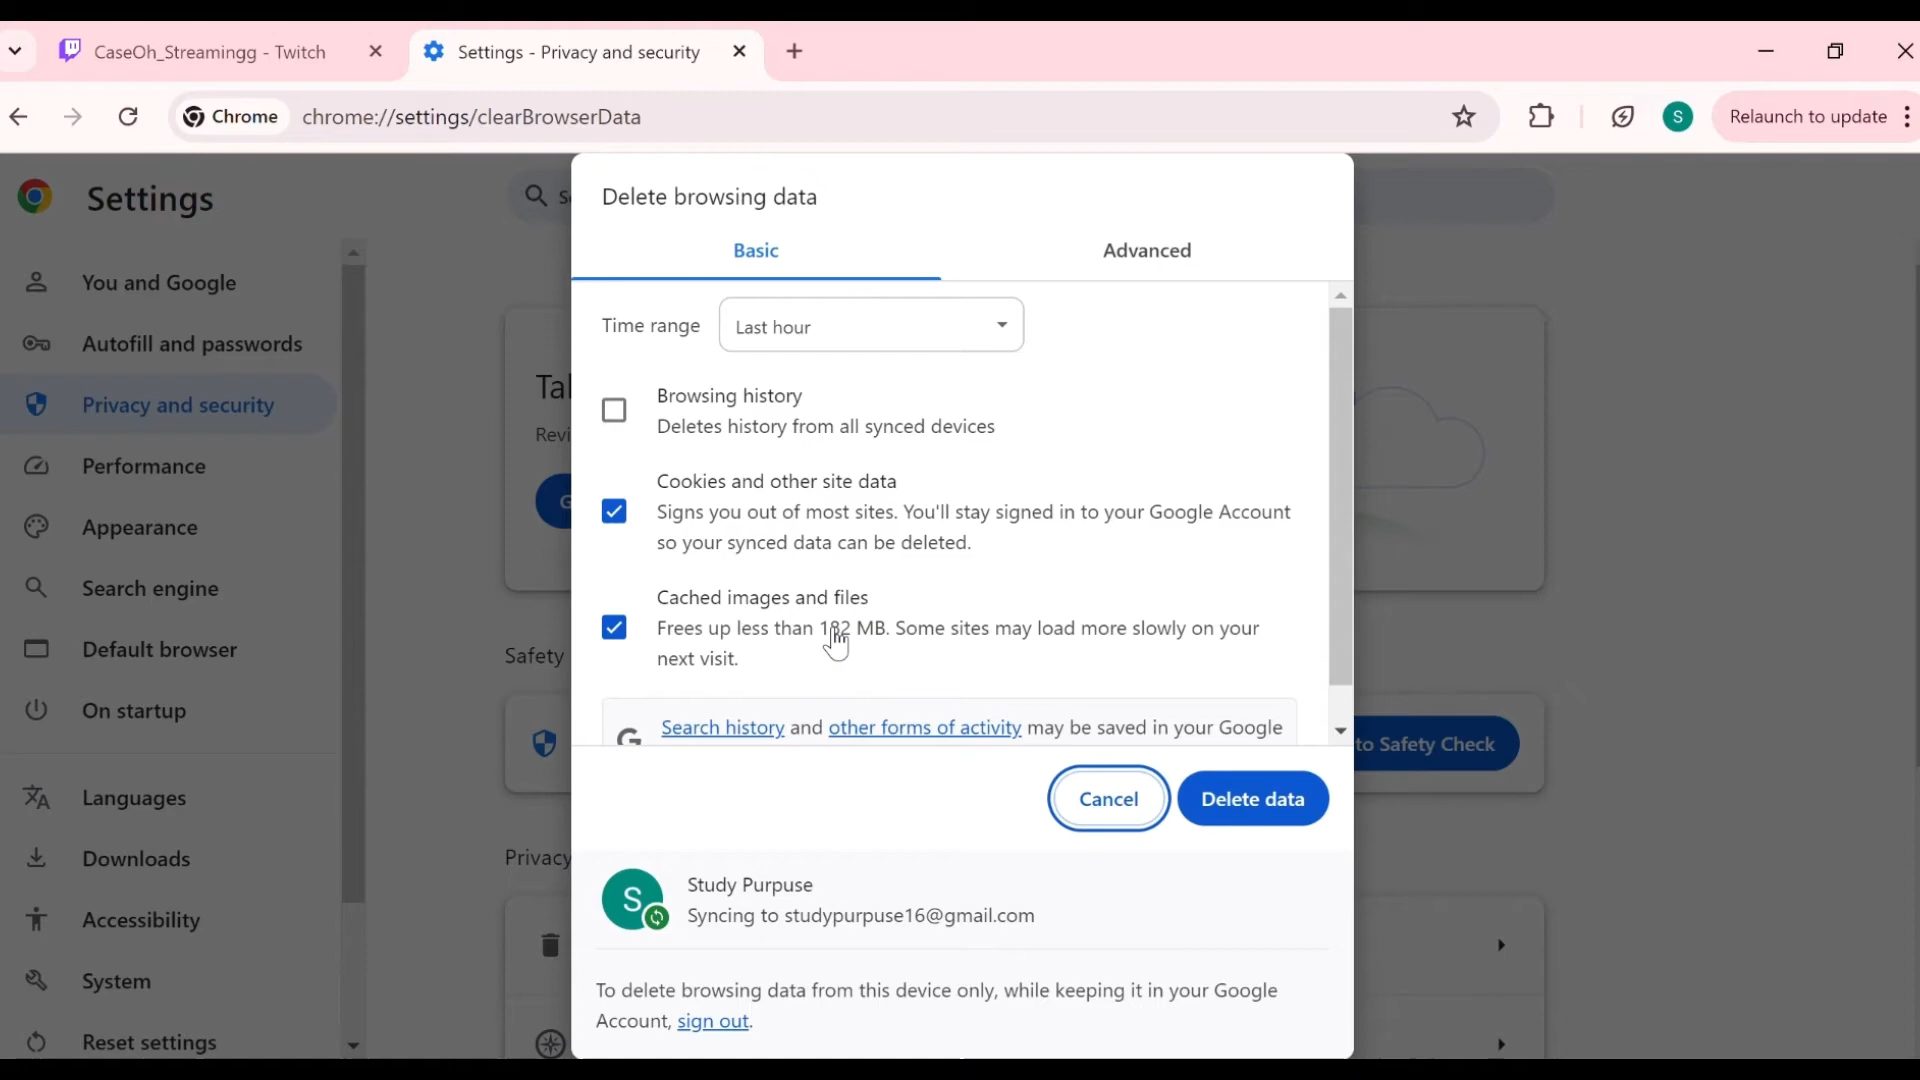 CaseOh_Streamingg - Twitch
Settings - Privacy and security
Chrome
chrome://settings/clearBrowserData
S
Relaunch to update
Settings
You and Google
Autofill and passwords
Privacy and security
Performance
Appearance
Search engine
Default browser
On startup
Languages
Downloads
Accessibility
System
Reset settings
Safety
Privacy
to Safety Check
Delete browsing data
Basic
Advanced
Time range
Last hour
Browsing history
Deletes history from all synced devices
Cookies and other site data
Signs you out of most sites. You'll stay signed in to your Google Account
so your synced data can be deleted.
Cached images and files
Frees up less than 182 MB. Some sites may load more slowly on your
next visit.
G
Search history and other forms of activity may be saved in your Google
Cancel
Delete data
S
Study Purpuse
Syncing to studypurpuse16@gmail.com
To delete browsing data from this device only, while keeping it in your Google
Account, sign out.